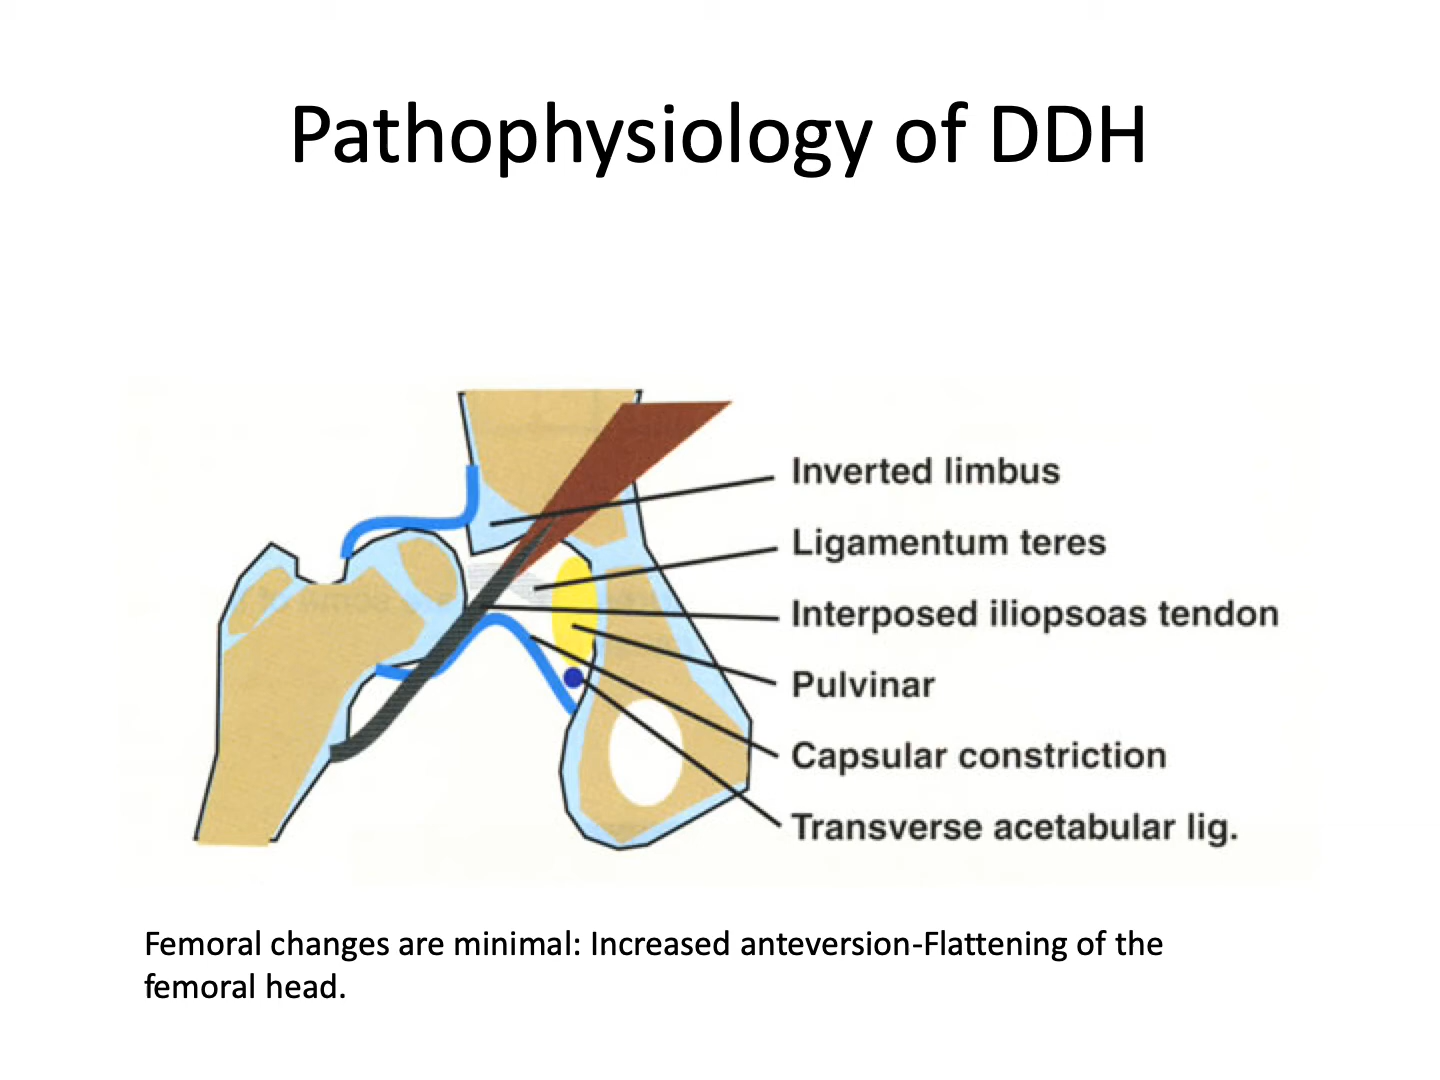 Pathophysiology of DDH
Inverted limbus
Ligamentum teres
Interposed iliopsoas tendon
Pulvinar
Capsular constriction
Transverse acetabular lig.
Femoral changes are minimal: Increased anteversion-Flattening of the
femoral head.